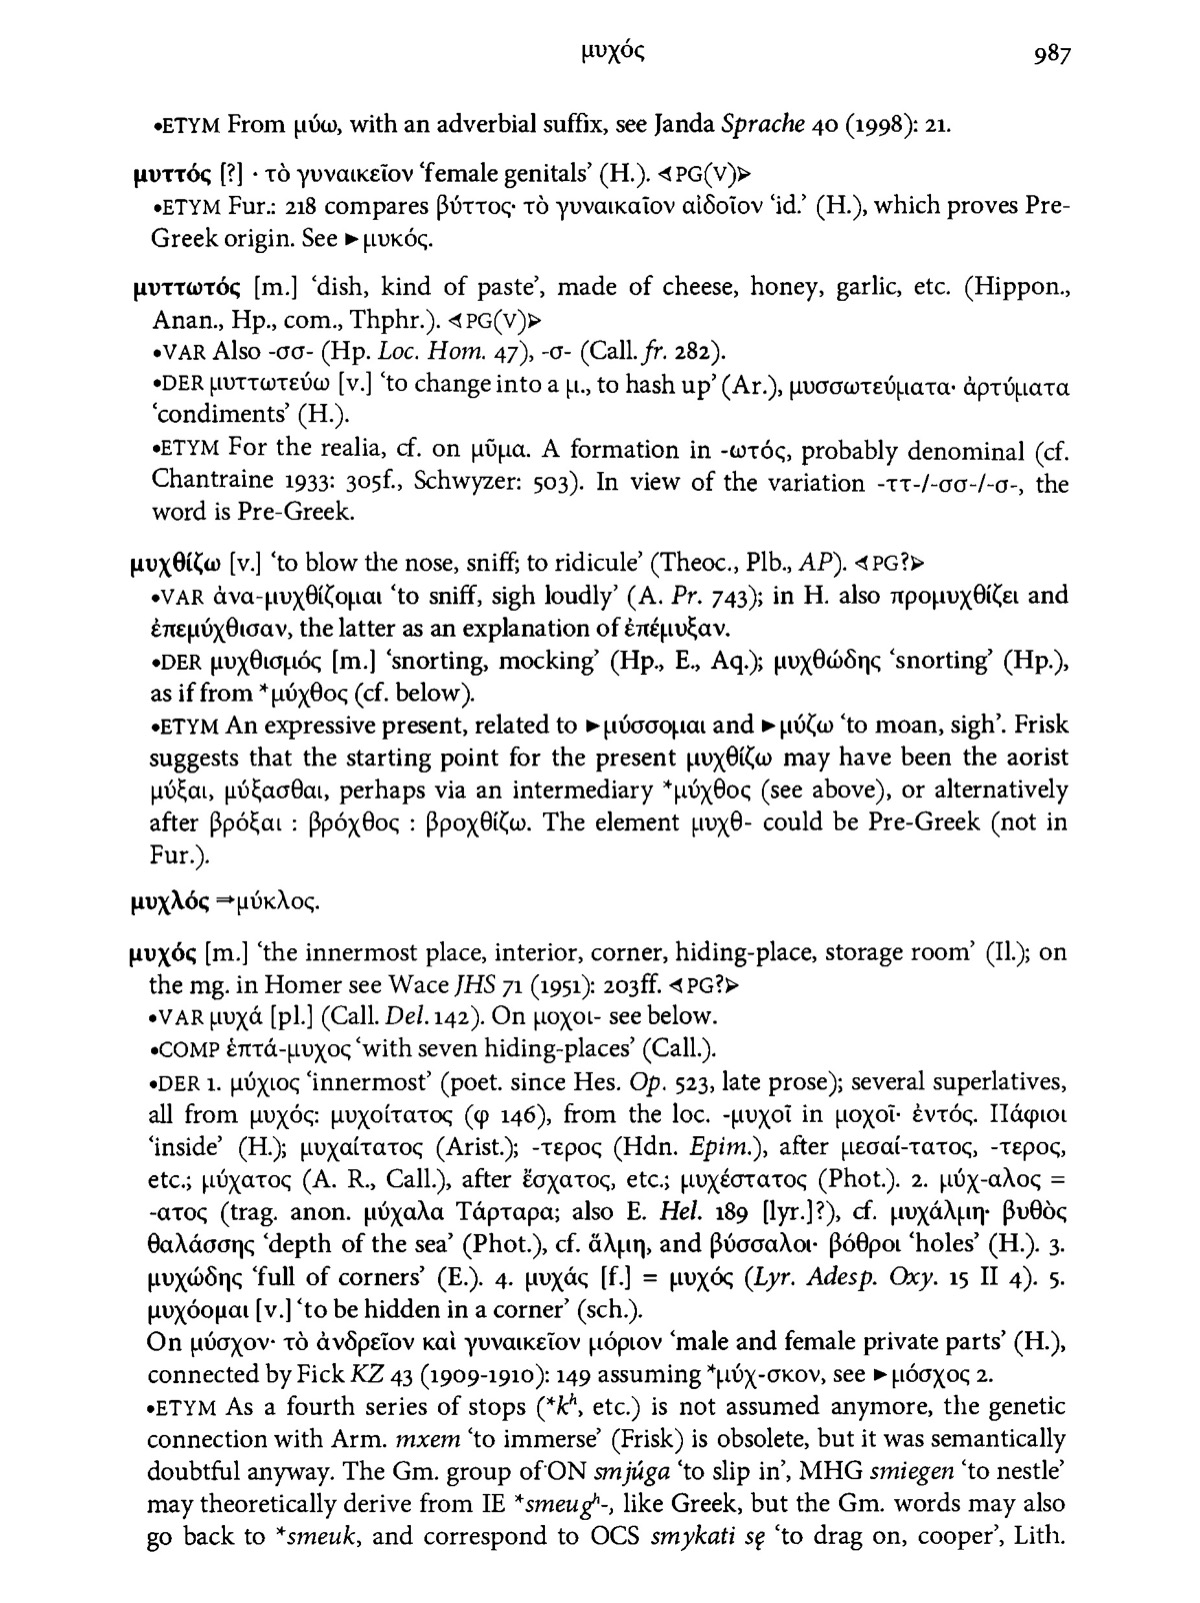 μυχός 987
•ETYM From μύω, with an adverbial suffix, see Janda Sprache 40 (1998): 21.
μυττός [?] · τὸ γυναικεῖον ‘female genitals’ (H.). ⊲PG(V)⊳
•ETYM Fur.: 218 compares βύττος· τὸ γυναικαῖον αἰδοῖον ‘id.’ (H.), which proves Pre-
Greek origin. See ►μυκός.
μυττωτός [m.] ‘dish, kind of paste’, made of cheese, honey, garlic, etc. (Hippon.,
Anan., Hp., com., Thphr.). ⊲PG(V)⊳
•VAR Also -σσ- (Hp. Loc. Hom. 47), -σ- (Call. fr. 282).
•DER μυττωτεύω [v.] ‘to change into a μ., to hash up’ (Ar.), μυσσωτεύματα· ἀρτύματα
‘condiments’ (H.).
•ETYM For the realia, cf. on μῦμα. A formation in -ωτός, probably denominal (cf.
Chantraine 1933: 305f., Schwyzer: 503). In view of the variation -ττ-/-σσ-/-σ-, the
word is Pre-Greek.
μυχθίζω [v.] ‘to blow the nose, sniff; to ridicule’ (Theoc., Plb., AP). ⊲PG?⊳
•VAR ἀνα-μυχθίζομαι ‘to sniff, sigh loudly’ (A. Pr. 743); in H. also προμυχθίζει and
ἐπεμύχθισαν, the latter as an explanation of ἐπέμυξαν.
•DER μυχθισμός [m.] ‘snorting, mocking’ (Hp., E., Aq.); μυχθώδης ‘snorting’ (Hp.),
as if from *μύχθος (cf. below).
•ETYM An expressive present, related to ►μύσσομαι and ►μύζω ‘to moan, sigh’. Frisk
suggests that the starting point for the present μυχθίζω may have been the aorist
μύξαι, μύξασθαι, perhaps via an intermediary *μύχθος (see above), or alternatively
after βρόξαι : βρόχθος : βροχθίζω. The element μυχθ- could be Pre-Greek (not in
Fur.).
μυχλός ⇒μύκλος.
μυχός [m.] ‘the innermost place, interior, corner, hiding-place, storage room’ (Il.); on
the mg. in Homer see Wace JHS 71 (1951): 203ff. ⊲PG?⊳
•VAR μυχά [pl.] (Call. Del. 142). On μοχοι- see below.
•COMP ἑπτά-μυχος ‘with seven hiding-places’ (Call.).
•DER 1. μύχιος ‘innermost’ (poet. since Hes. Op. 523, late prose); several superlatives,
all from μυχός: μυχοίτατος (φ 146), from the loc. -μυχοῖ in μοχοῖ· ἐντός. Πάφιοι
‘inside’ (H.); μυχαίτατος (Arist.); -τερος (Hdn. Epim.), after μεσαί-τατος, -τερος,
etc.; μύχατος (A. R., Call.), after ἔσχατος, etc.; μυχέστατος (Phot.). 2. μύχ-αλος =
-ατος (trag. anon. μύχαλα Τάρταρα; also E. Hel. 189 [lyr.]?), cf. μυχάλμη· βυθὸς
θαλάσσης ‘depth of the sea’ (Phot.), cf. ἅλμη, and βύσσαλοι· βόθροι ‘holes’ (H.). 3.
μυχώδης ‘full of corners’ (E.). 4. μυχάς [f.] = μυχός (Lyr. Adesp. Oxy. 15 II 4). 5.
μυχόομαι [v.] ‘to be hidden in a corner’ (sch.).
On μύσχον· τὸ ἀνδρεῖον καὶ γυναικεῖον μόριον ‘male and female private parts’ (H.),
connected by Fick KZ 43 (1909-1910): 149 assuming *μύχ-σκον, see ►μόσχος 2.
•ETYM As a fourth series of stops (*kʰ, etc.) is not assumed anymore, the genetic
connection with Arm. mxem ‘to immerse’ (Frisk) is obsolete, but it was semantically
doubtful anyway. The Gm. group of ON smjúga ‘to slip in’, MHG smiegen ‘to nestle’
may theoretically derive from IE *smeugʰ-, like Greek, but the Gm. words may also
go back to *smeuk, and correspond to OCS smykati sę ‘to drag on, cooper’, Lith.